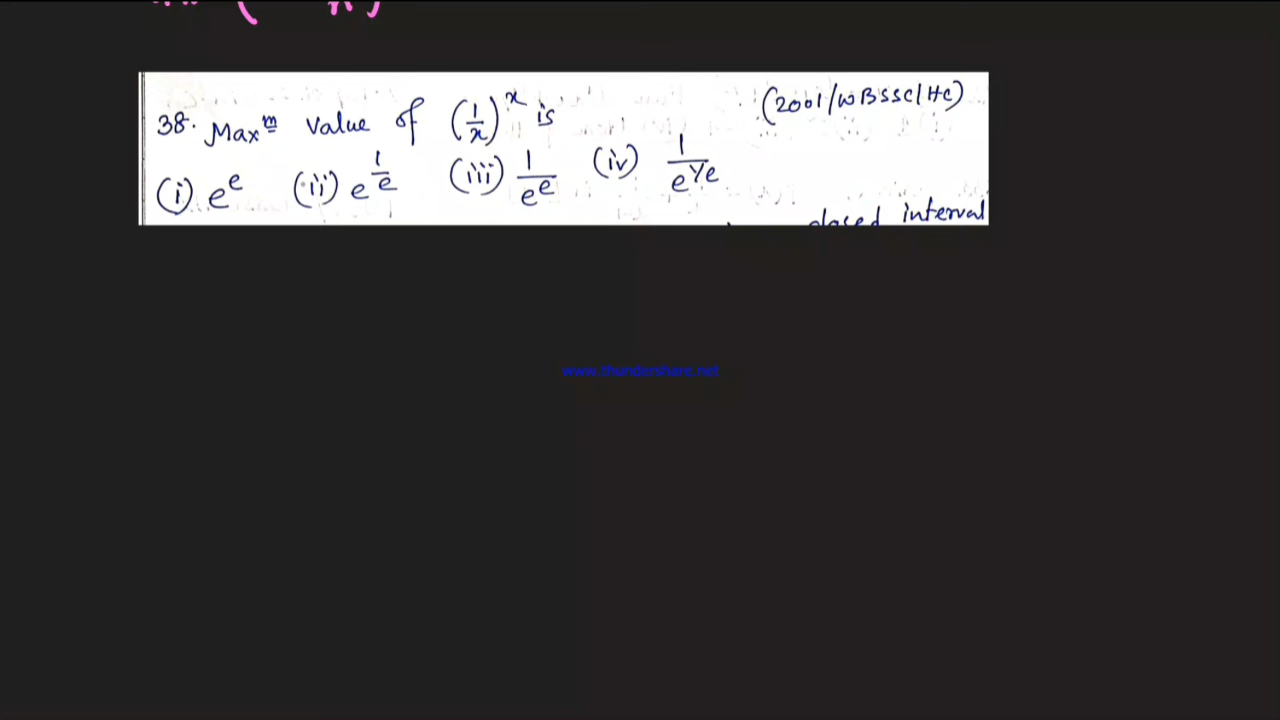 38. Maxᵐ value of (1/x)ˣ is (2001/WBSSC/HC)
(i) e^e (ii) e^(1/e) (iii) 1/e^e (iv) 1/e^(1/e)
closed interval
www.thundershare.net